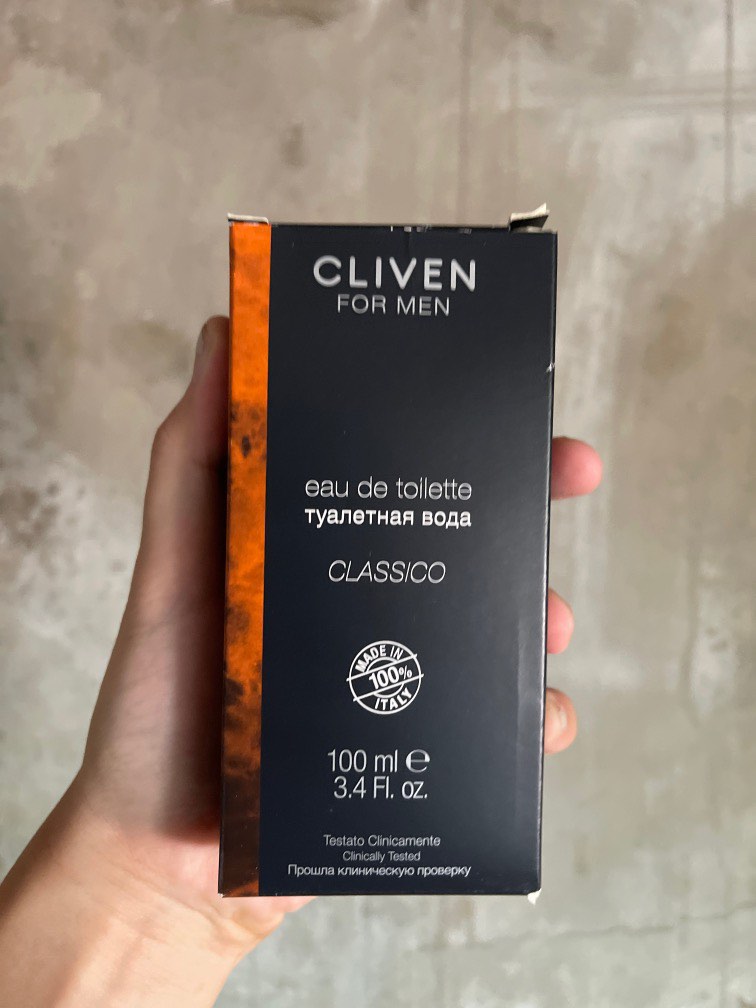 CLIVEN
FOR MEN
eau de toilette
туалетная вода
CLASSICO
MADE IN
100%
ITALY
100 ml ℮
3.4 Fl. oz.
Testato Clinicamente
Clinically Tested
Прошла клиническую проверку